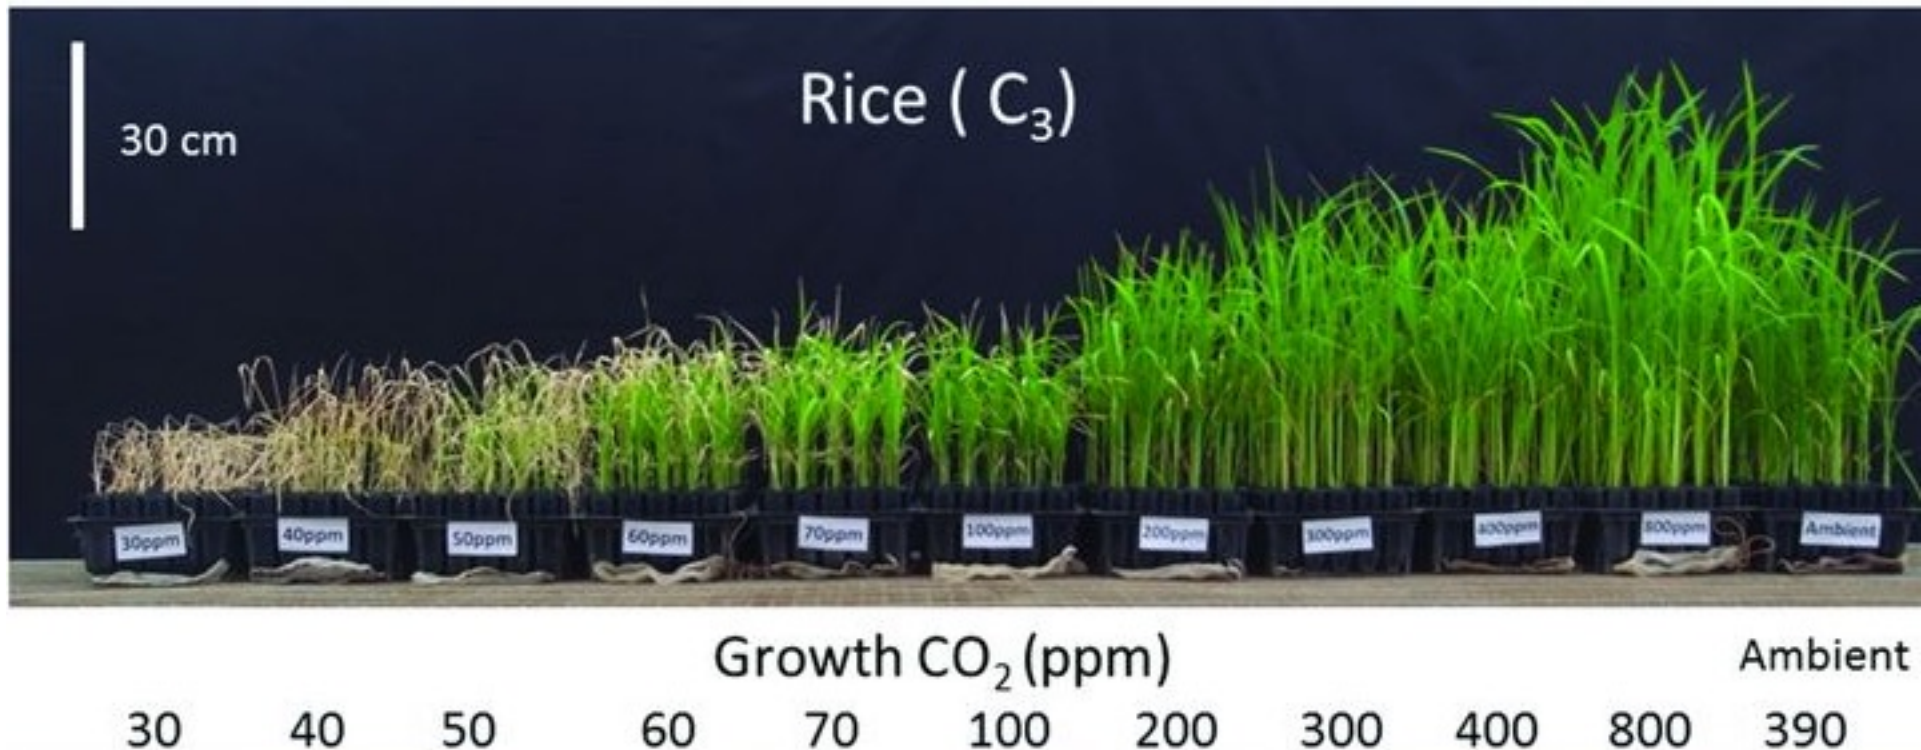 Rice ( C₃)
30 cm
30ppm
40ppm
50ppm
60ppm
70ppm
100ppm
200ppm
300ppm
400ppm
800ppm
Ambient
Growth CO₂ (ppm)
Ambient
30 40 50 60 70 100 200 300 400 800 390